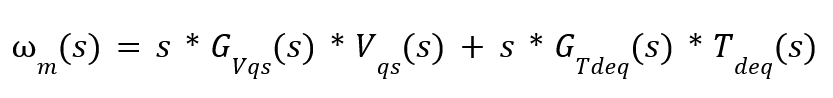 ω_m(s) = s * G_Vqs(s) * V_qs(s) + s * G_Tdeq(s) * T_deq(s)